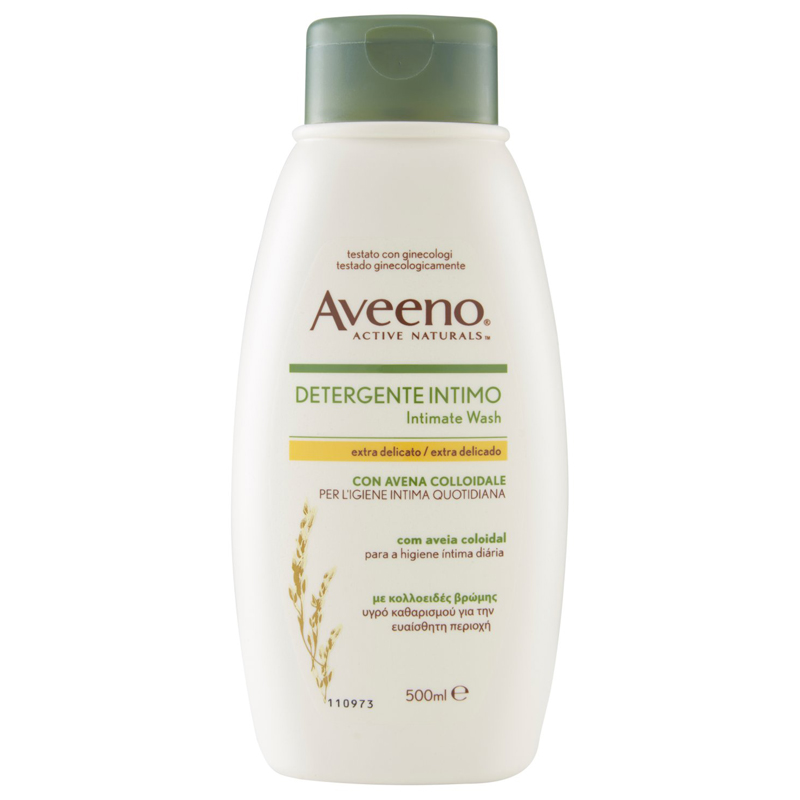 testato con ginecologi
testado ginecologicamente
Aveeno®
ACTIVE NATURALS™
DETERGENTE INTIMO
Intimate Wash
extra delicato / extra delicado
CON AVENA COLLOIDALE
PER L'IGIENE INTIMA QUOTIDIANA
com aveia coloidal
para a higiene íntima diária
με κολλοειδές βρώμης
υγρό καθαρισμού για την
ευαίσθητη περιοχή
500ml ℮
110973